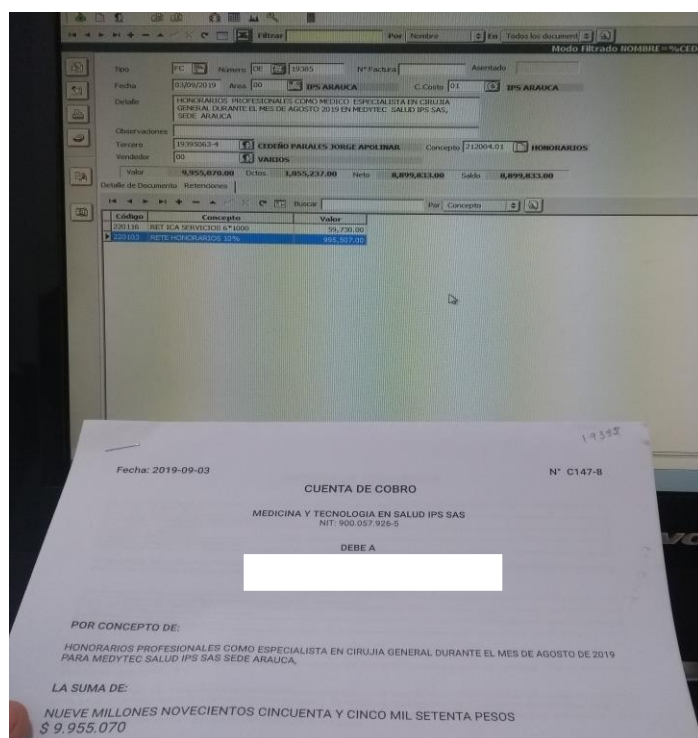 Filtrar Por Nombre En Todos los document
Modo Filtrado NOMBRE=%CED
Tipo FC Número DE 19385 N°Factura Asentado
Fecha 03/09/2019 Area 00 IPS ARAUCA C.Costo 01 IPS ARAUCA
Detalle HONORARIOS PROFESIONALES COMO MEDICO ESPECIALISTA EN CIRUJIA
GENERAL DURANTE EL MES DE AGOSTO 2019 EN MEDYTEC SALUD IPS SAS,
SEDE ARAUCA
Observaciones
Tercero 19395063-4 CEDEÑO PARALES JORGE APOLINAR Concepto 212004.01 HONORARIOS
Vendedor 00 VARIOS
Valor 9,955,070.00 Dctos. 1,055,237.00 Neto 8,899,833.00 Saldo 8,899,833.00
Detalle de Documento Retenciones
Buscar Por Concepto
Código Concepto Valor
220116 RET ICA SERVICIOS 6*1000 59,730.00
220103 RETE HONORARIOS 10% 995,507.00
Fecha: 2019-09-03 N° C147-8
CUENTA DE COBRO
MEDICINA Y TECNOLOGIA EN SALUD IPS SAS
NIT: 900.057.926-5
DEBE A
POR CONCEPTO DE:
HONORARIOS PROFESIONALES COMO ESPECIALISTA EN CIRUJIA GENERAL DURANTE EL MES DE AGOSTO DE 2019
PARA MEDYTEC SALUD IPS SAS SEDE ARAUCA,
LA SUMA DE:
NUEVE MILLONES NOVECIENTOS CINCUENTA Y CINCO MIL SETENTA PESOS
$ 9.955.070